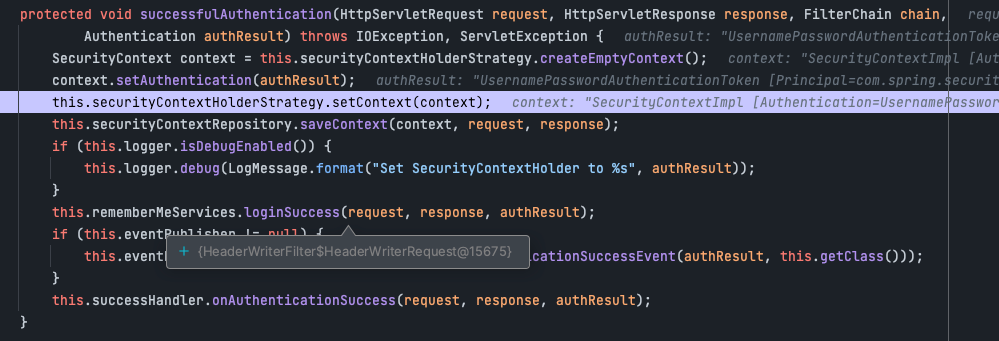 protected void successfulAuthentication(HttpServletRequest request, HttpServletResponse response, FilterChain chain, requ
Authentication authResult) throws IOException, ServletException { authResult: "UsernamePasswordAuthenticationToke
SecurityContext context = this.securityContextHolderStrategy.createEmptyContext(); context: "SecurityContextImpl [Aut
context.setAuthentication(authResult); authResult: "UsernamePasswordAuthenticationToken [Principal=com.spring.securit
this.securityContextHolderStrategy.setContext(context); context: "SecurityContextImpl [Authentication=UsernamePasswor
this.securityContextRepository.saveContext(context, request, response);
if (this.logger.isDebugEnabled()) {
this.logger.debug(LogMessage.format("Set SecurityContextHolder to %s", authResult));
}
this.rememberMeServices.loginSuccess(request, response, authResult);
if (this.eventPublisher != null) {
+ {HeaderWriterFilter$HeaderWriterRequest@15675}
this.event icationSuccessEvent(authResult, this.getClass()));
}
this.successHandler.onAuthenticationSuccess(request, response, authResult);
}